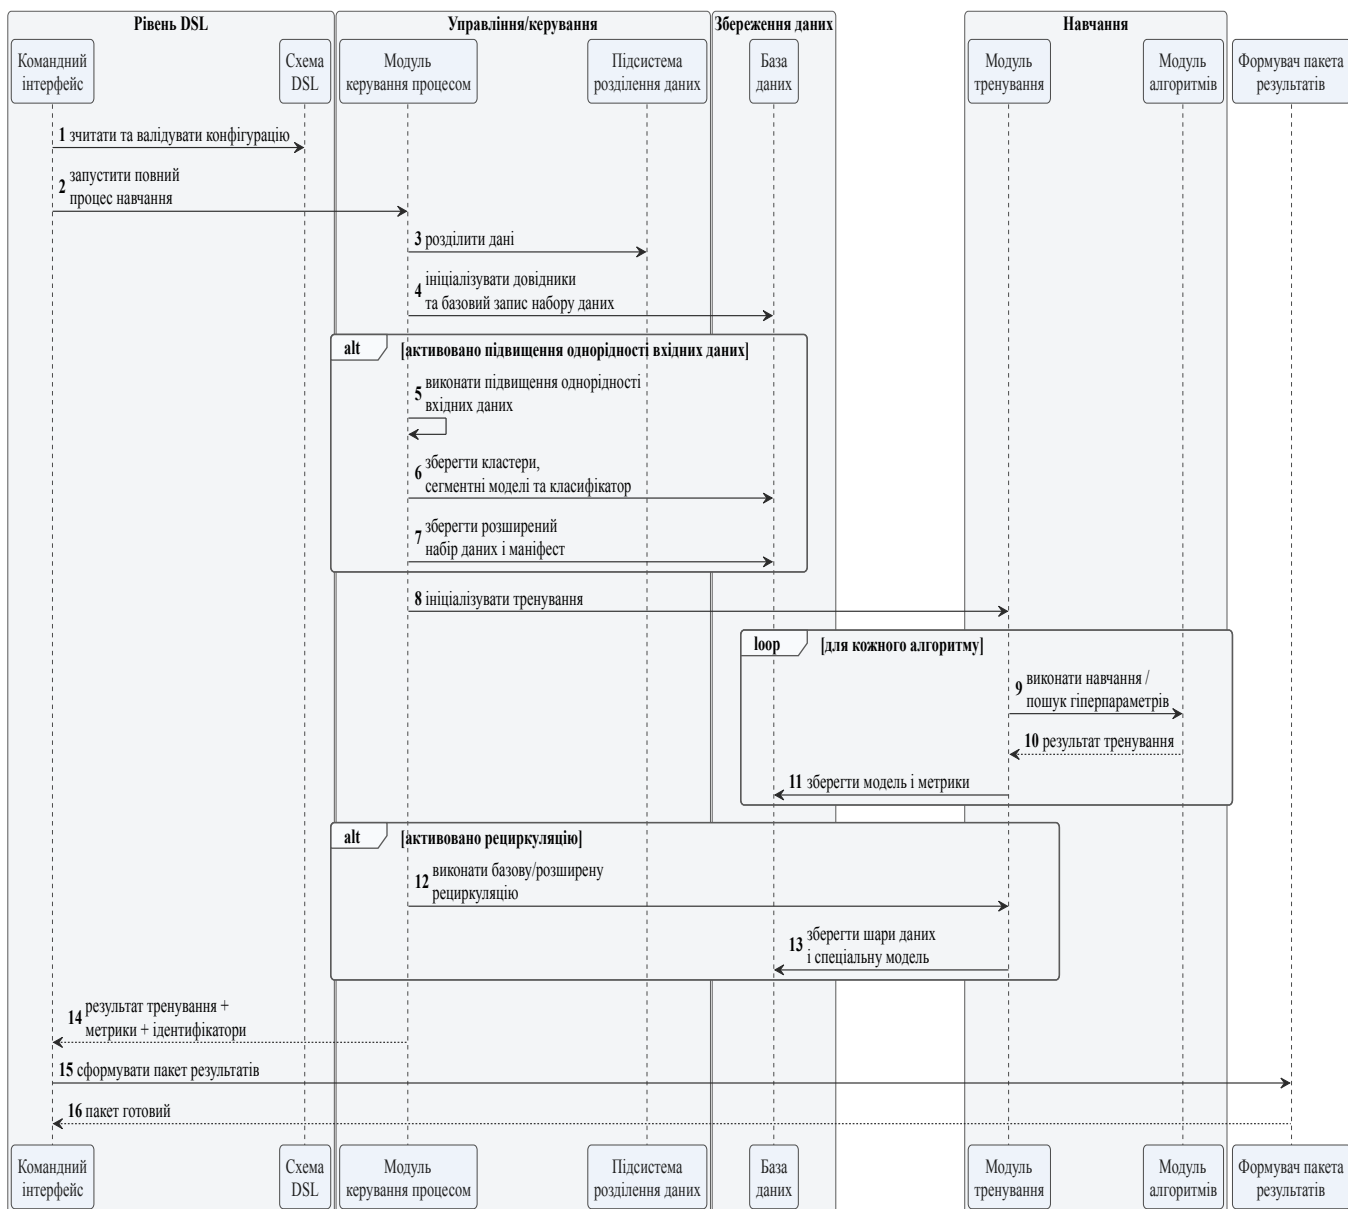 Рівень DSL
Управління/керування
Збереження даних
Навчання
Командний
інтерфейс
Схема
DSL
Модуль
керування процесом
Підсистема
розділення даних
База
даних
Модуль
тренування
Модуль
алгоритмів
Формувач пакета
результатів
1 зчитати та валідувати конфігурацію
2 запустити повний
процес навчання
3 розділити дані
4 ініціалізувати довідники
та базовий запис набору даних
alt [активовано підвищення однорідності вхідних даних]
5 виконати підвищення однорідності
вхідних даних
6 зберегти кластери,
сегментні моделі та класифікатор
7 зберегти розширений
набір даних і маніфест
8 ініціалізувати тренування
loop [для кожного алгоритму]
9 виконати навчання /
пошук гіперпараметрів
10 результат тренування
11 зберегти модель і метрики
alt [активовано рециркуляцію]
12 виконати базову/розширену
рециркуляцію
13 зберегти шари даних
і спеціальну модель
14 результат тренування +
метрики + ідентифікатори
15 сформувати пакет результатів
16 пакет готовий
Командний
інтерфейс
Схема
DSL
Модуль
керування процесом
Підсистема
розділення даних
База
даних
Модуль
тренування
Модуль
алгоритмів
Формувач пакета
результатів